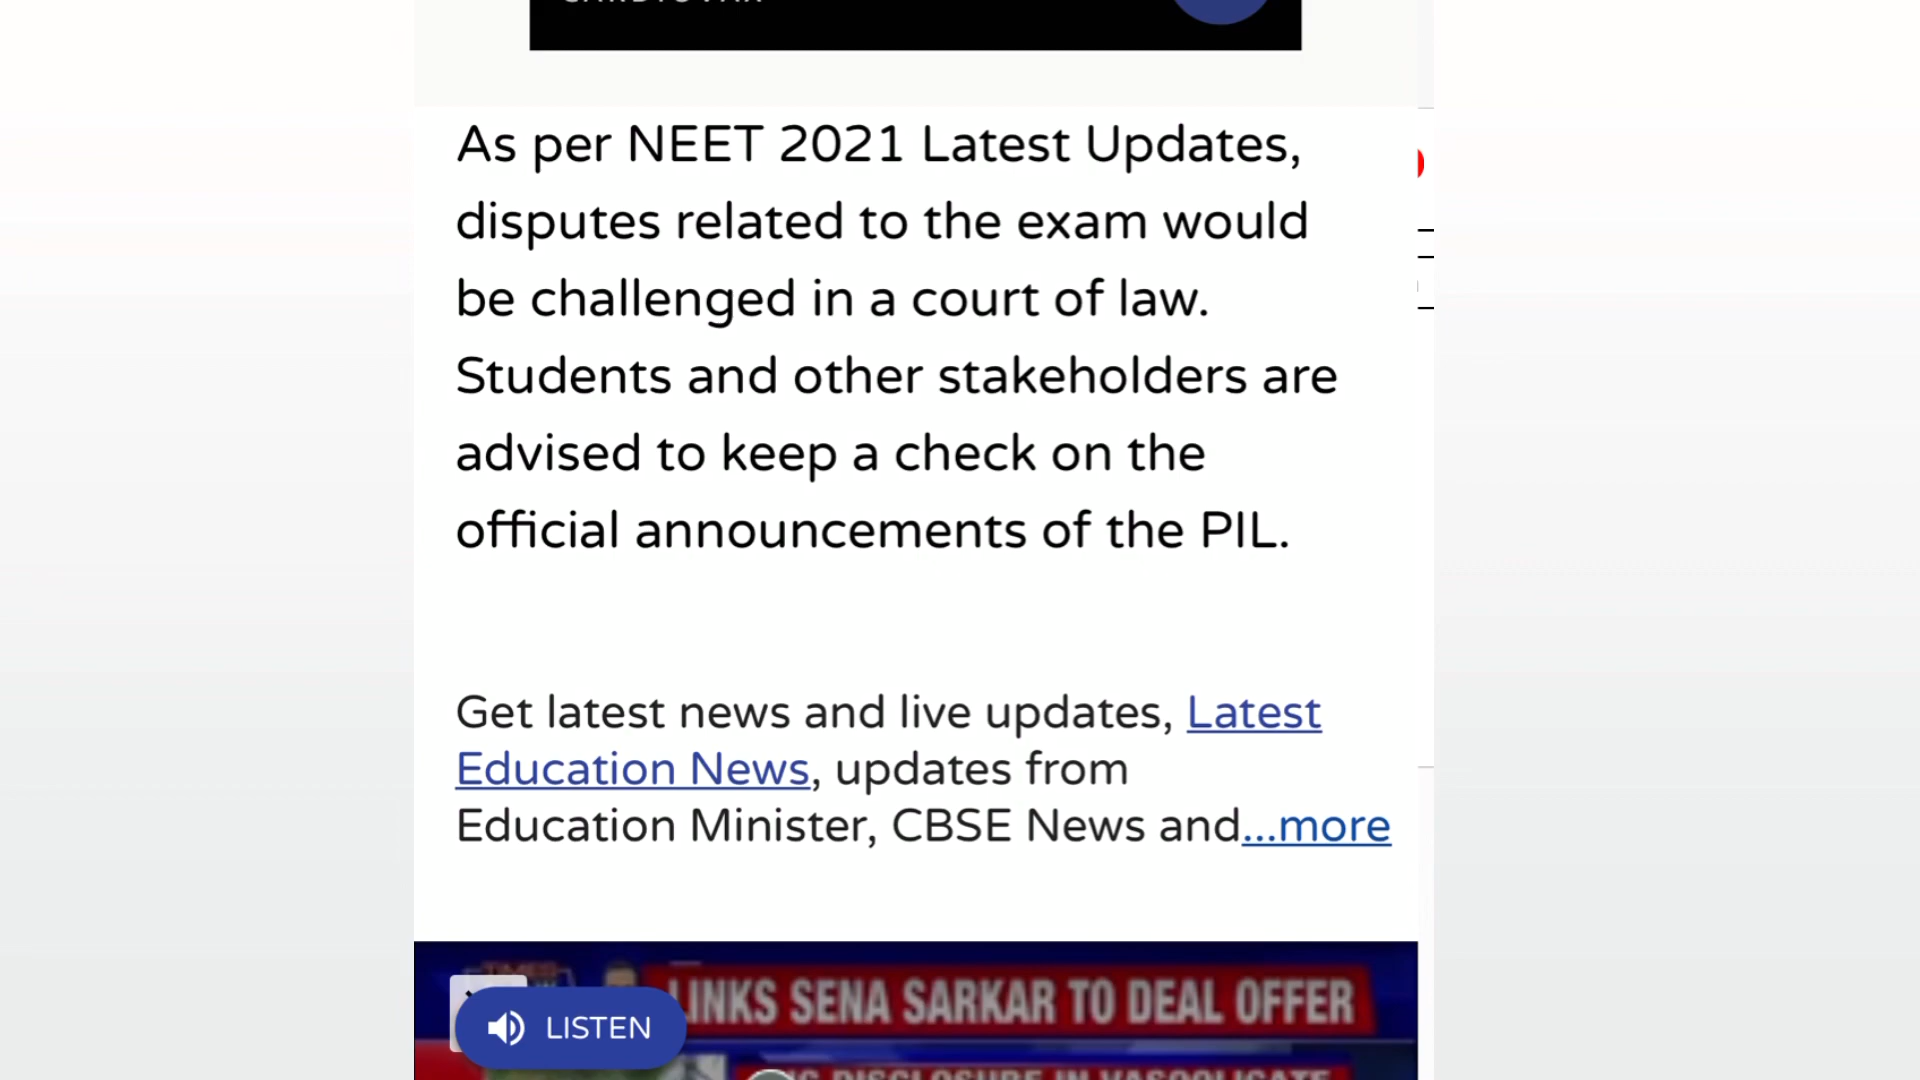 As per NEET 2021 Latest Updates,
disputes related to the exam would
be challenged in a court of law.
Students and other stakeholders are
advised to keep a check on the
official announcements of the PIL.
Get latest news and live updates, Latest
Education News, updates from
Education Minister, CBSE News and...more
LINKS SENA SARKAR TO DEAL OFFER
LISTEN
DISCLOSURE IN VASOOLIGATE